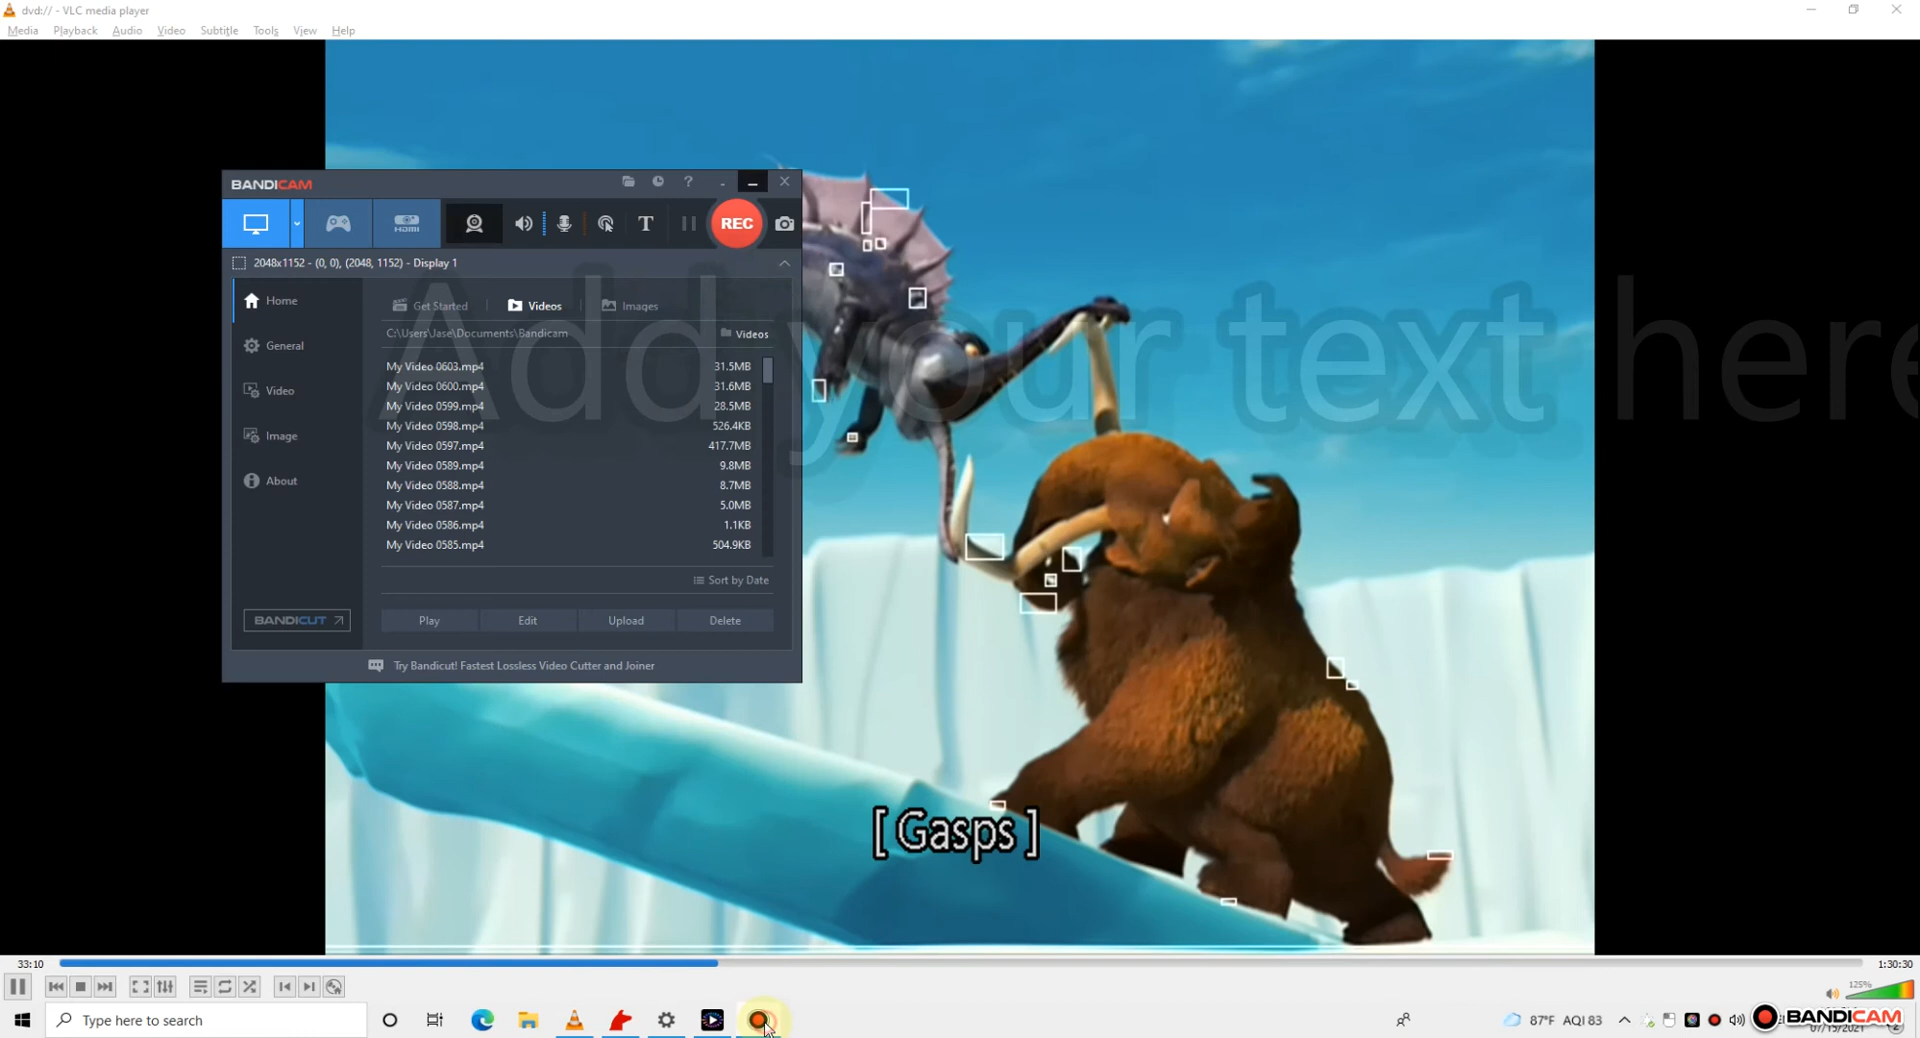 dvd:// - VLC media player
Media Playback Audio Video Subtitle Tools View Help
BANDICAM
HDMI
T
REC
2048x1152 - (0, 0), (2048, 1152) - Display 1
Home
General
Video
Image
About
BANDICUT
Get Started
Videos
Images
C:\Users\Jase\Documents\Bandicam
Videos
My Video 0603.mp4 31.5MB
My Video 0600.mp4 31.6MB
My Video 0599.mp4 28.5MB
My Video 0598.mp4 526.4KB
My Video 0597.mp4 417.7MB
My Video 0589.mp4 9.8MB
My Video 0588.mp4 8.7MB
My Video 0587.mp4 5.0MB
My Video 0586.mp4 1.1KB
My Video 0585.mp4 504.9KB
Sort by Date
Play Edit Upload Delete
Try Bandicut! Fastest Lossless Video Cutter and Joiner
Add your text here
[ Gasps ]
33:10
1:30:30
125%
Type here to search
87°F AQI 83
BANDICAM